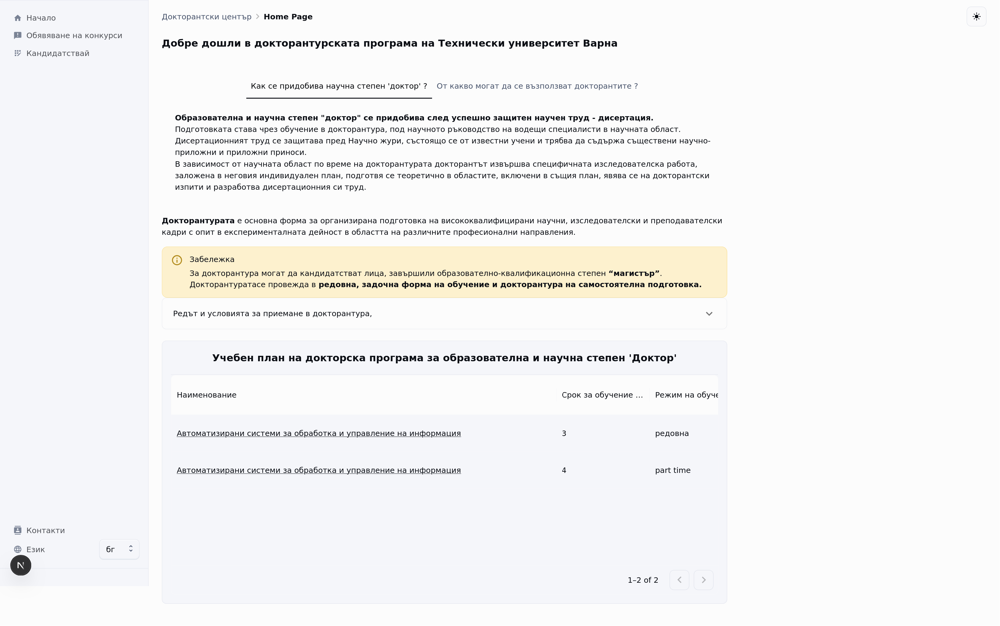 Начало
Обявяване на конкурси
Кандидатствай
Докторантски център
Home Page
Добре дошли в докторантурската програма на Технически университет Варна
Как се придобива научна степен 'доктор' ?
От какво могат да се възползват докторантите ?
Образователна и научна степен "доктор" се придобива след успешно защитен научен труд - дисертация.
Подготовката става чрез обучение в докторантура, под научното ръководство на водещи специалисти в научната област.
Дисертационният труд се защитава пред Научно жури, състоящо се от известни учени и трябва да съдържа съществени научно-
приложни и приложни приноси.
В зависимост от научната област по време на докторантурата докторантът извършва специфичната изследователска работа,
заложена в неговия индивидуален план, подготвя се теоретично в областите, включени в същия план, явява се на докторантски
изпити и разработва дисертационния си труд.
Докторантурата е основна форма за организирана подготовка на висококвалифицирани научни, изследователски и преподавателски
кадри с опит в експерименталната дейност в областта на различните професионални направления.
Забележка
За докторантура могат да кандидатстват лица, завършили образователно-квалификационна степен “магистър”.
Докторантуратасе провежда в редовна, задочна форма на обучение и докторантура на самостоятелна подготовка.
Редът и условията за приемане в докторантура,
Учебен план на докторска програма за образователна и научна степен 'Доктор'
Наименование
Срок за обучение ...
Режим на обуче
Автоматизирани системи за обработка и управление на информация
3
редовна
Автоматизирани системи за обработка и управление на информация
4
part time
1–2 of 2
Контакти
Език
бг
N